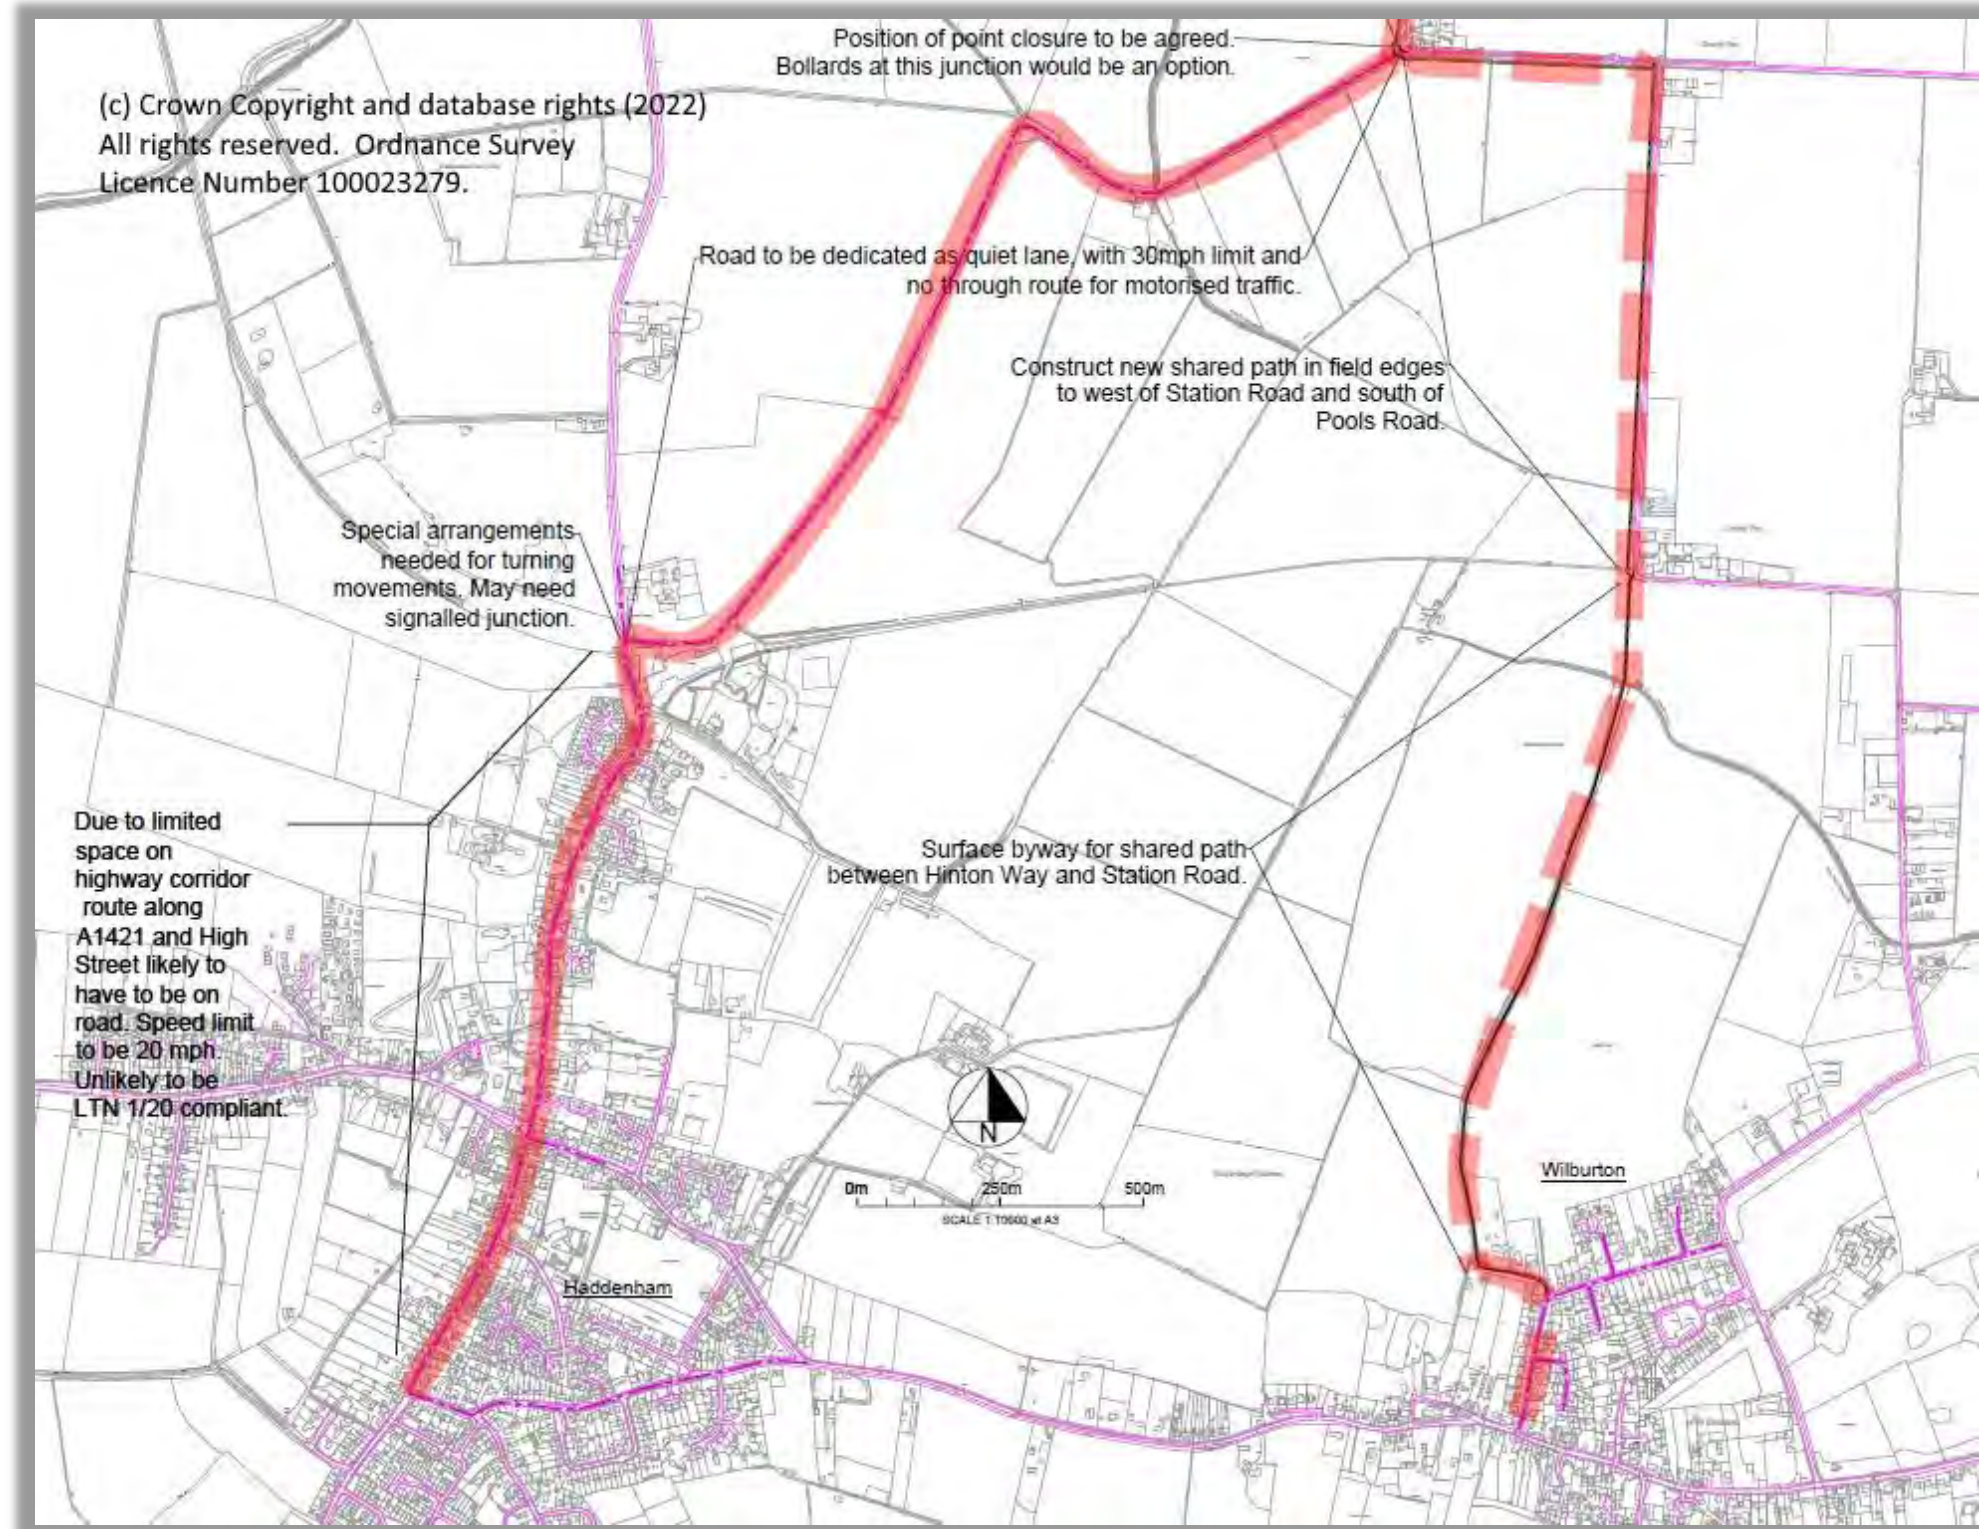 Position of point closure to be agreed.
Bollards at this junction would be an option.
(c) Crown Copyright and database rights (2022)
All rights reserved. Ordnance Survey
Licence Number 100023279.
Road to be dedicated as quiet lane, with 30mph limit and
no through route for motorised traffic.
Construct new shared path in field edges
to west of Station Road and south of
Pools Road.
Special arrangements
needed for turning
movements. May need
signalled junction.
Due to limited
space on
highway corridor
route along
A1421 and High
Street likely to
have to be on
road. Speed limit
to be 20 mph.
Unlikely to be
LTN 1/20 compliant.
Surface byway for shared path
between Hinton Way and Station Road.
N
0m 250m 500m
SCALE 1:10000 at A3
Wilburton
Haddenham